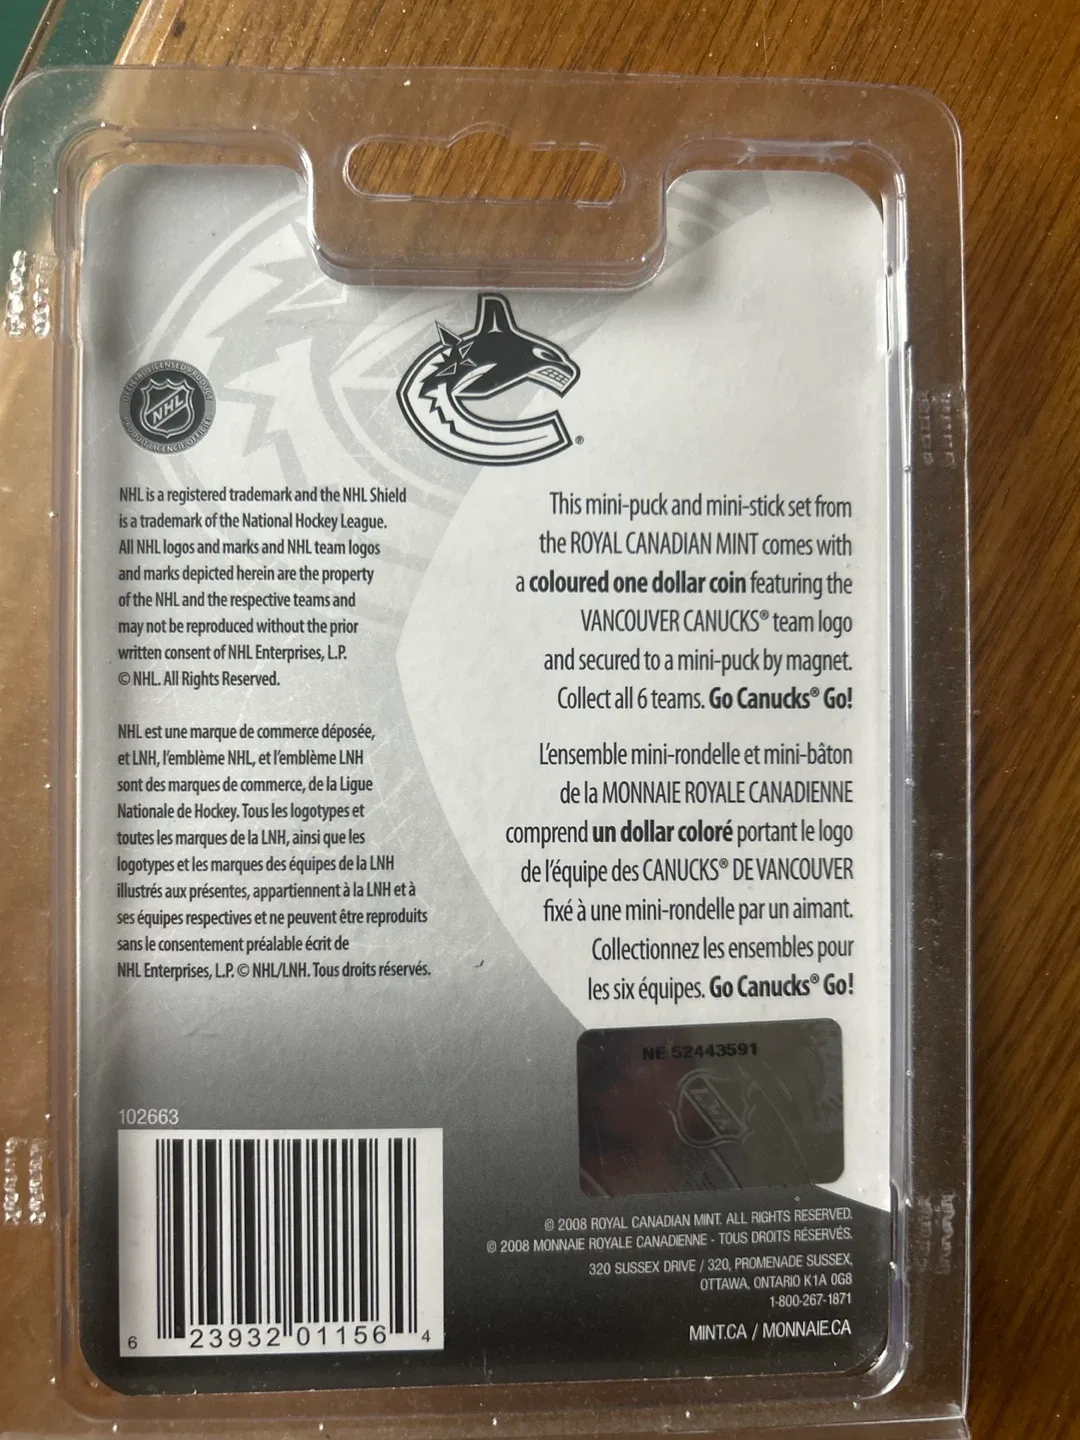 OFFICIAL LICENSED PRODUCT
NHL
PRODUIT LICENCIÉ OFFICIEL
®
NHL is a registered trademark and the NHL Shield
is a trademark of the National Hockey League.
All NHL logos and marks and NHL team logos
and marks depicted herein are the property
of the NHL and the respective teams and
may not be reproduced without the prior
written consent of NHL Enterprises, L.P.
© NHL. All Rights Reserved.
NHL est une marque de commerce déposée,
et LNH, l'emblème NHL, et l'emblème LNH
sont des marques de commerce, de la Ligue
Nationale de Hockey. Tous les logotypes et
toutes les marques de la LNH, ainsi que les
logotypes et les marques des équipes de la LNH
illustrés aux présentes, appartiennent à la LNH et à
ses équipes respectives et ne peuvent être reproduits
sans le consentement préalable écrit de
NHL Enterprises, L.P. © NHL/LNH. Tous droits réservés.
This mini-puck and mini-stick set from
the ROYAL CANADIAN MINT comes with
a coloured one dollar coin featuring the
VANCOUVER CANUCKS® team logo
and secured to a mini-puck by magnet.
Collect all 6 teams. Go Canucks® Go!
L'ensemble mini-rondelle et mini-bâton
de la MONNAIE ROYALE CANADIENNE
comprend un dollar coloré portant le logo
de l'équipe des CANUCKS® DE VANCOUVER
fixé à une mini-rondelle par un aimant.
Collectionnez les ensembles pour
les six équipes. Go Canucks® Go!
NE 52443591
102663
6 23932 01156 4
© 2008 ROYAL CANADIAN MINT. ALL RIGHTS RESERVED.
© 2008 MONNAIE ROYALE CANADIENNE - TOUS DROITS RÉSERVÉS.
320 SUSSEX DRIVE / 320, PROMENADE SUSSEX,
OTTAWA, ONTARIO K1A 0G8
1-800-267-1871
MINT.CA / MONNAIE.CA